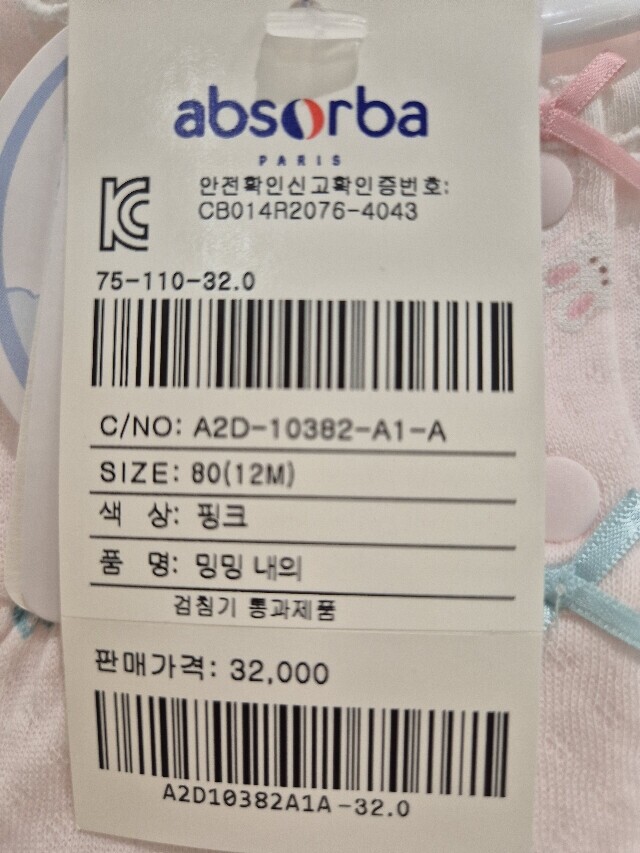 absorba
PARIS
안전확인신고확인증번호:
CB014R2076-4043
75-110-32.0
C/NO: A2D-10382-A1-A
SIZE: 80(12M)
색 상: 핑크
품 명: 밍밍 내의
검침기 통과제품
판매가격: 32,000
A2D10382A1A-32.0